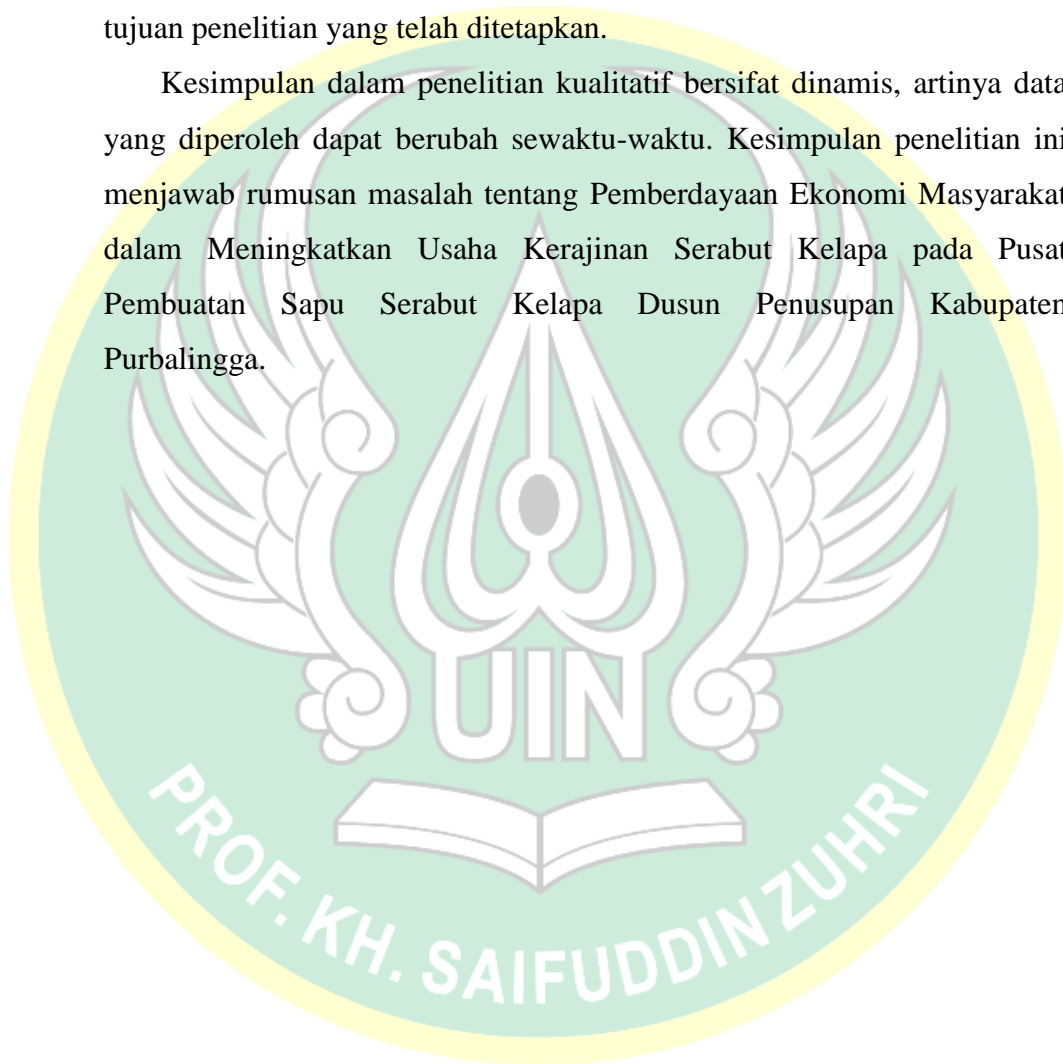 tujuan penelitian yang telah ditetapkan.
Kesimpulan dalam penelitian kualitatif bersifat dinamis, artinya data
yang diperoleh dapat berubah sewaktu-waktu. Kesimpulan penelitian ini
menjawab rumusan masalah tentang Pemberdayaan Ekonomi Masyarakat
dalam Meningkatkan Usaha Kerajinan Serabut Kelapa pada Pusat
Pembuatan Sapu Serabut Kelapa Dusun Penusupan Kabupaten
Purbalingga.
UIN
PROF. KH. SAIFUDDIN ZUHRI